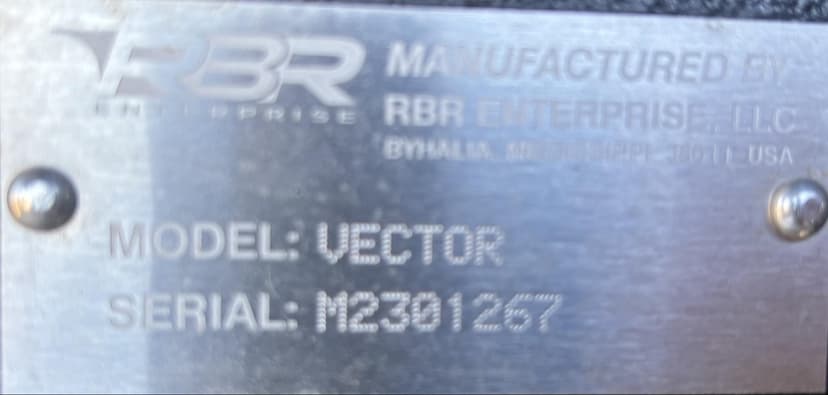 RBR
ENTERPRISE
MANUFACTURED BY
RBR ENTERPRISE, LLC
BYHALIA, MISSISSIPPI 38611 USA
MODEL: VECTOR
SERIAL: M2301267